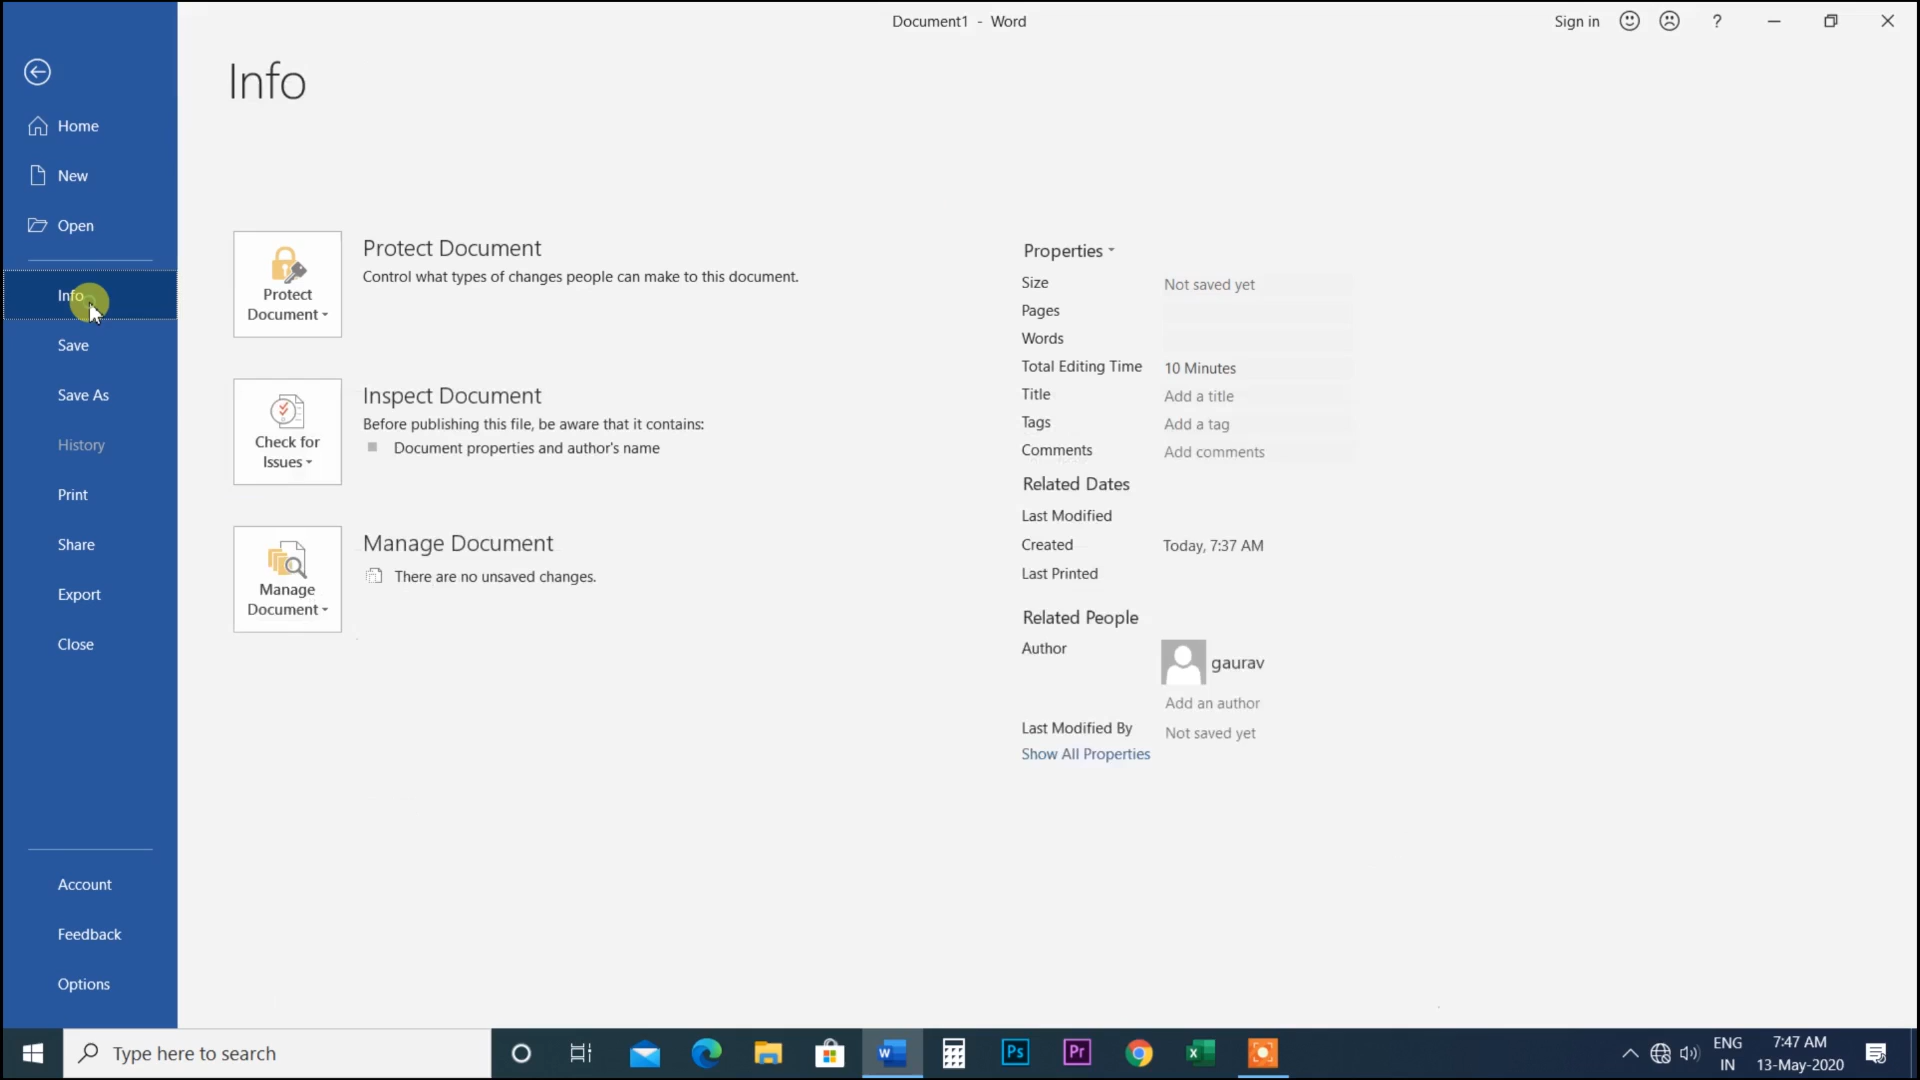 Document1 - Word
Sign in
?
Info
Home
New
Open
Info
Save
Save As
History
Print
Share
Export
Close
Account
Feedback
Options
Protect
Document
Protect Document
Control what types of changes people can make to this document.
Check for
Issues
Inspect Document
Before publishing this file, be aware that it contains:
Document properties and author's name
Manage
Document
Manage Document
There are no unsaved changes.
Properties
Size Not saved yet
Pages
Words
Total Editing Time 10 Minutes
Title Add a title
Tags Add a tag
Comments Add comments
Related Dates
Last Modified
Created Today, 7:37 AM
Last Printed
Related People
Author gaurav
Add an author
Last Modified By Not saved yet
Show All Properties
Type here to search
W
Ps
Pr
X
ENG
IN
7:47 AM
13-May-2020